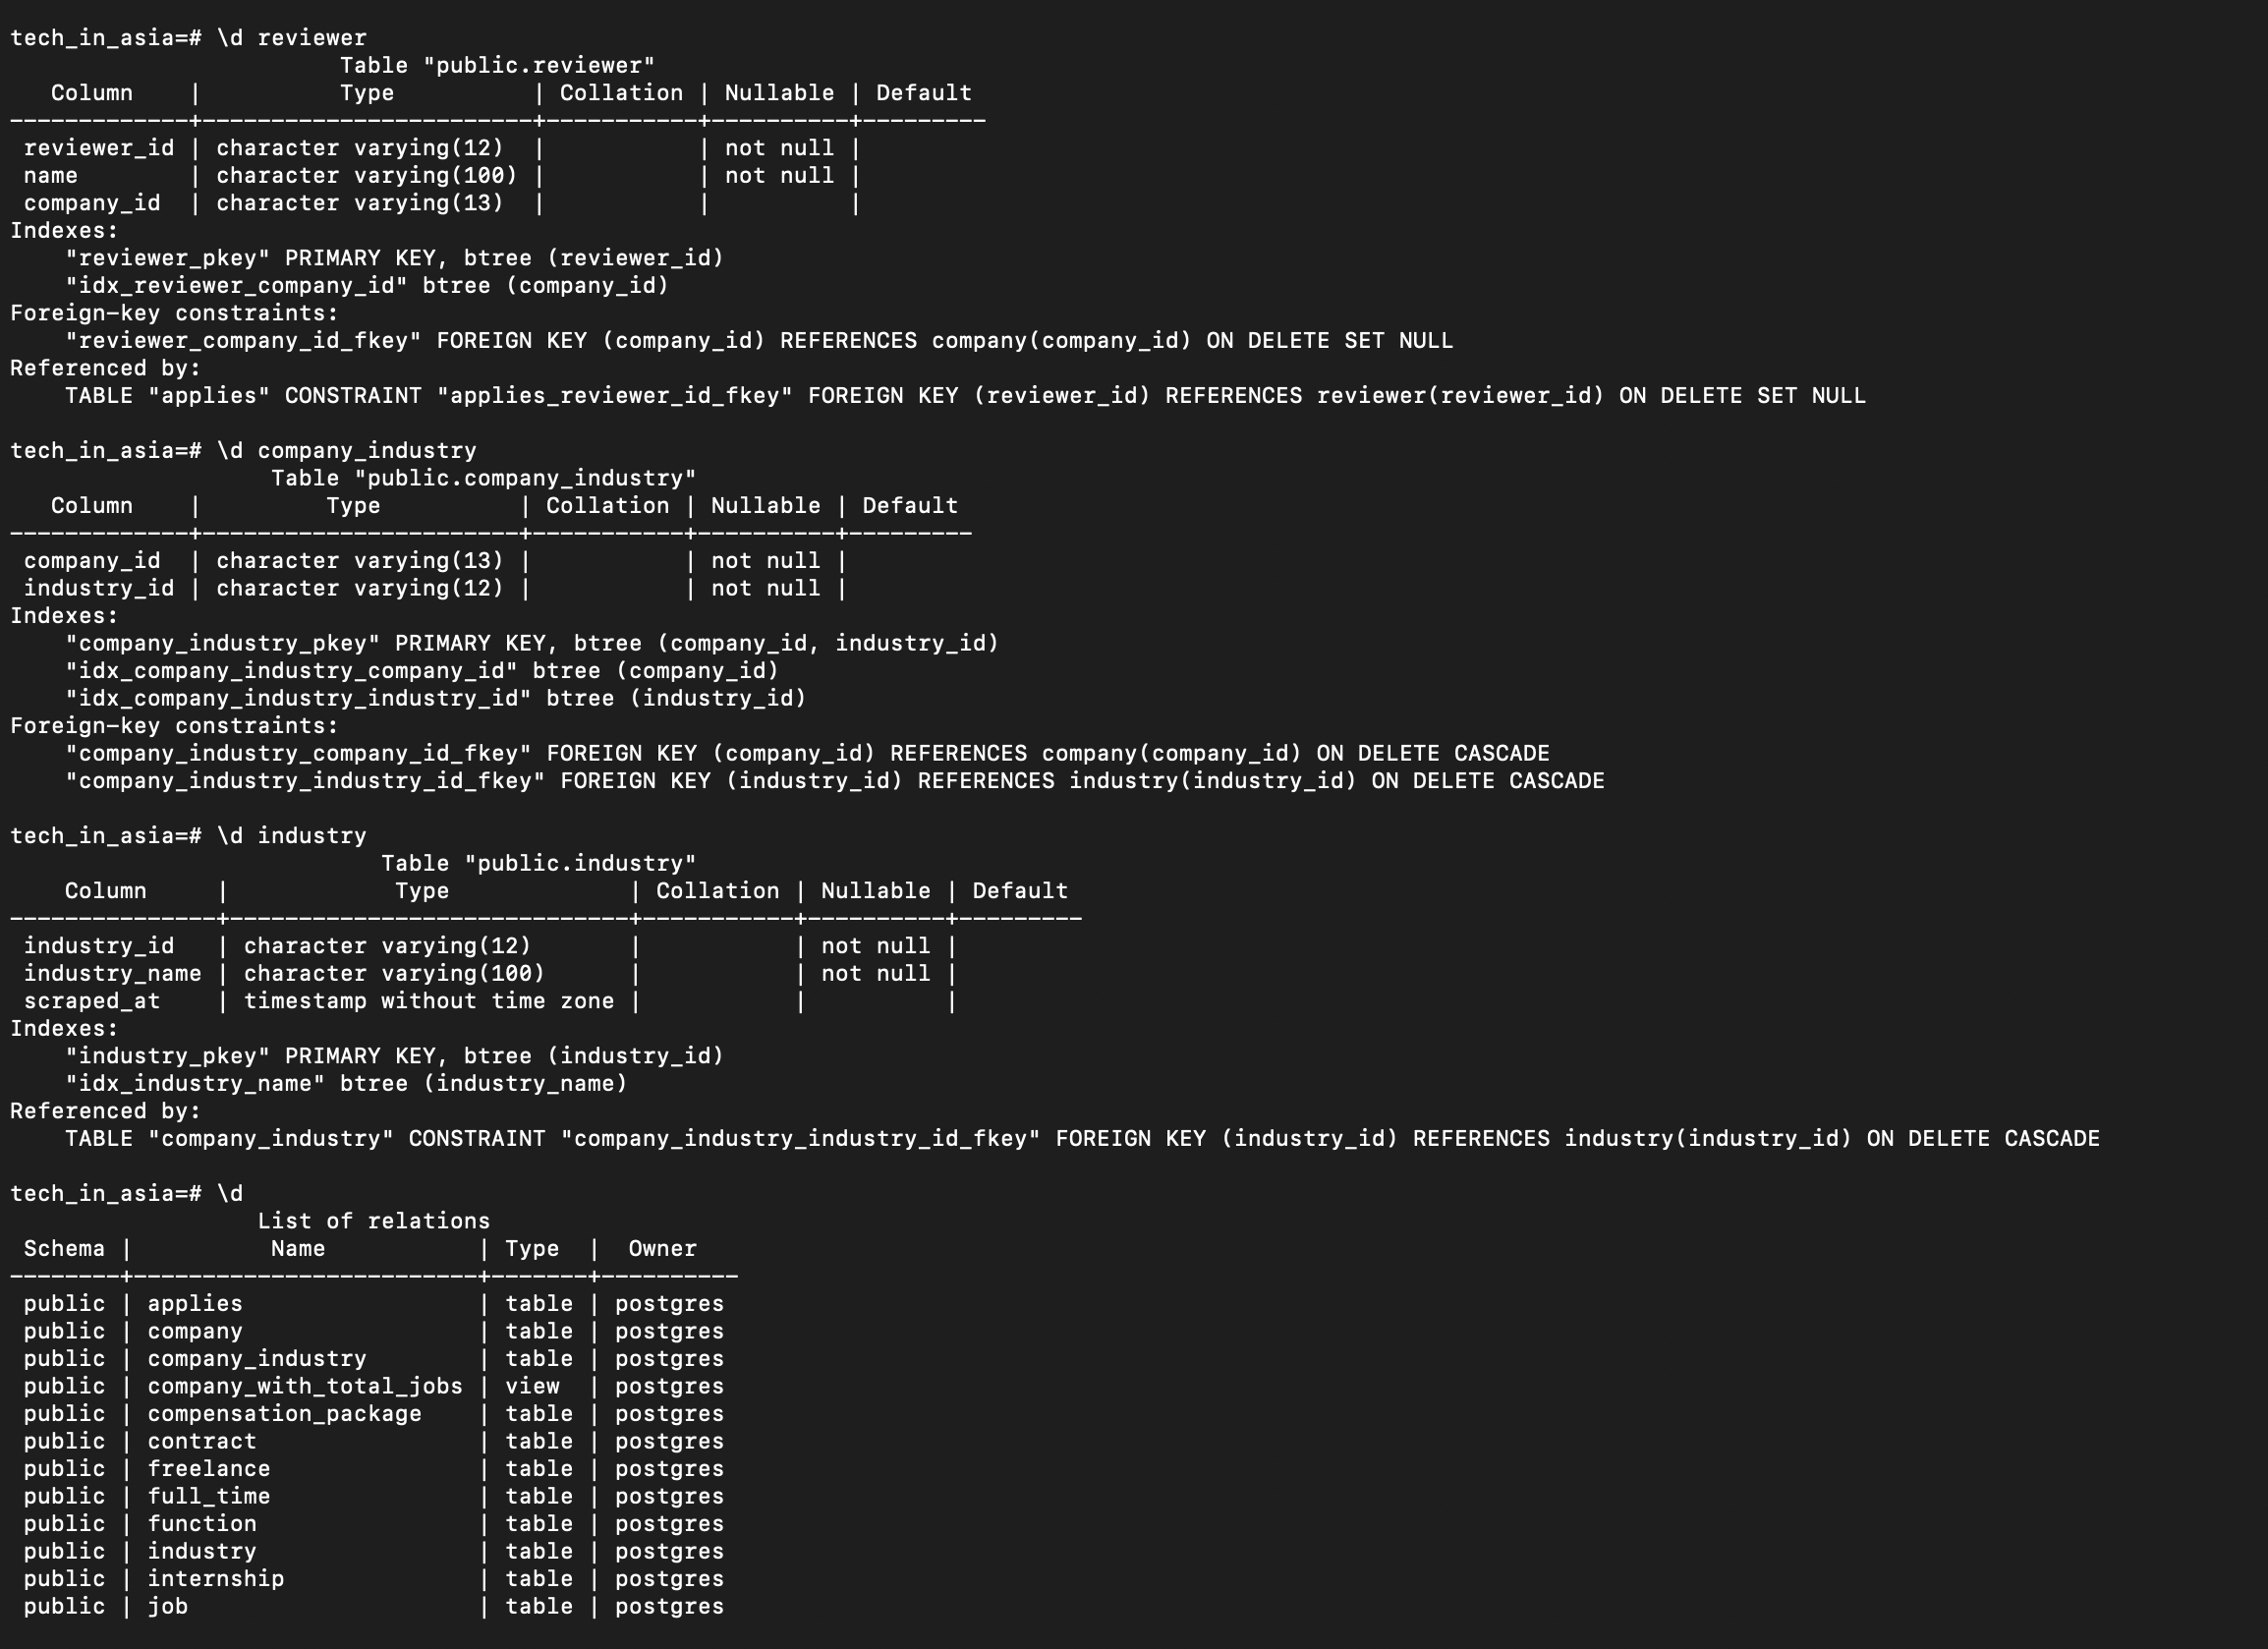 tech_in_asia=# \d reviewer
                        Table "public.reviewer"
   Column    |          Type          | Collation | Nullable | Default
-------------+------------------------+-----------+----------+---------
 reviewer_id | character varying(12)  |           | not null |
 name        | character varying(100) |           | not null |
 company_id  | character varying(13)  |           |          |
Indexes:
    "reviewer_pkey" PRIMARY KEY, btree (reviewer_id)
    "idx_reviewer_company_id" btree (company_id)
Foreign-key constraints:
    "reviewer_company_id_fkey" FOREIGN KEY (company_id) REFERENCES company(company_id) ON DELETE SET NULL
Referenced by:
    TABLE "applies" CONSTRAINT "applies_reviewer_id_fkey" FOREIGN KEY (reviewer_id) REFERENCES reviewer(reviewer_id) ON DELETE SET NULL

tech_in_asia=# \d company_industry
                   Table "public.company_industry"
   Column    |         Type          | Collation | Nullable | Default
-------------+-----------------------+-----------+----------+---------
 company_id  | character varying(13) |           | not null |
 industry_id | character varying(12) |           | not null |
Indexes:
    "company_industry_pkey" PRIMARY KEY, btree (company_id, industry_id)
    "idx_company_industry_company_id" btree (company_id)
    "idx_company_industry_industry_id" btree (industry_id)
Foreign-key constraints:
    "company_industry_company_id_fkey" FOREIGN KEY (company_id) REFERENCES company(company_id) ON DELETE CASCADE
    "company_industry_industry_id_fkey" FOREIGN KEY (industry_id) REFERENCES industry(industry_id) ON DELETE CASCADE

tech_in_asia=# \d industry
                           Table "public.industry"
    Column     |            Type             | Collation | Nullable | Default
---------------+-----------------------------+-----------+----------+---------
 industry_id   | character varying(12)       |           | not null |
 industry_name | character varying(100)      |           | not null |
 scraped_at    | timestamp without time zone |           |          |
Indexes:
    "industry_pkey" PRIMARY KEY, btree (industry_id)
    "idx_industry_name" btree (industry_name)
Referenced by:
    TABLE "company_industry" CONSTRAINT "company_industry_industry_id_fkey" FOREIGN KEY (industry_id) REFERENCES industry(industry_id) ON DELETE CASCADE

tech_in_asia=# \d
                  List of relations
 Schema |          Name           | Type  |  Owner
--------+-------------------------+-------+----------
 public | applies                 | table | postgres
 public | company                 | table | postgres
 public | company_industry        | table | postgres
 public | company_with_total_jobs | view  | postgres
 public | compensation_package    | table | postgres
 public | contract                | table | postgres
 public | freelance               | table | postgres
 public | full_time               | table | postgres
 public | function                | table | postgres
 public | industry                | table | postgres
 public | internship              | table | postgres
 public | job                     | table | postgres